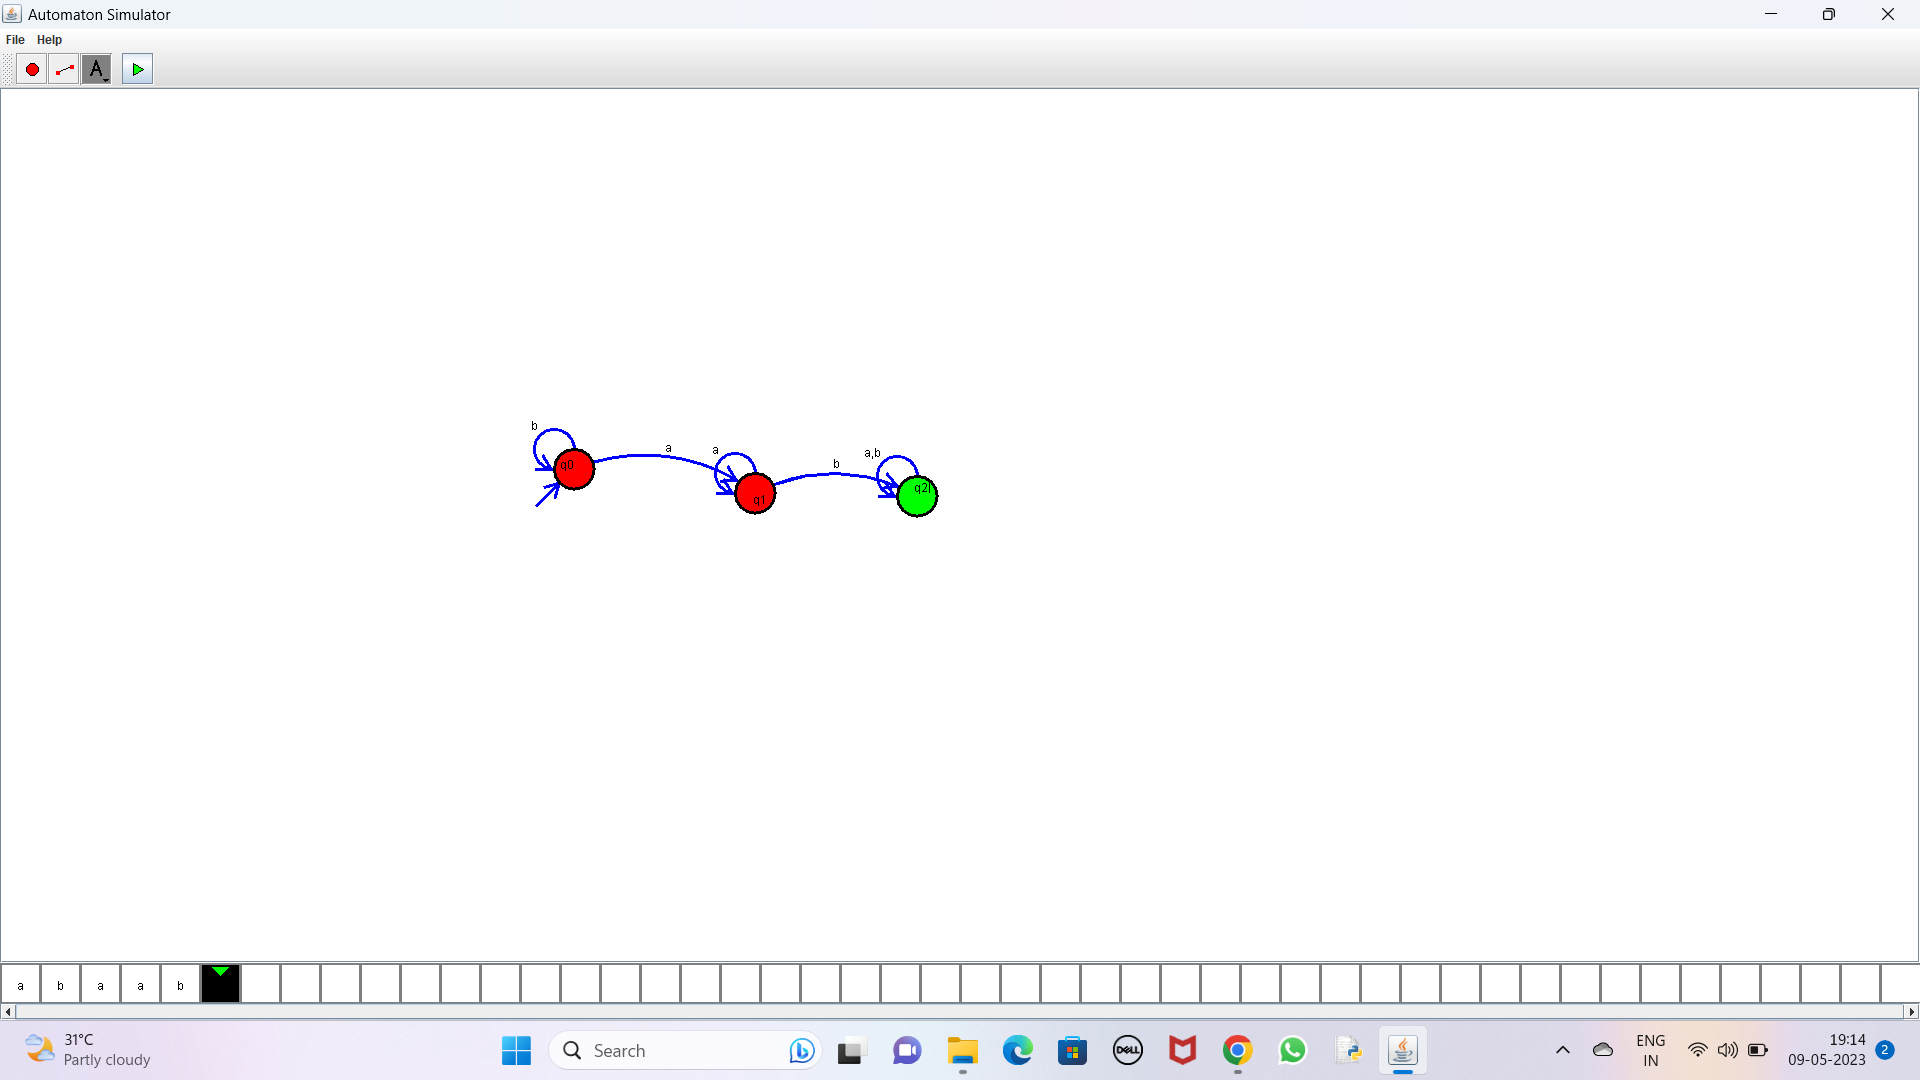 Automaton Simulator
File Help
A
b
a
a
b
a,b
q0
q1
q2
a b a a b
31°C
Partly cloudy
Search
DELL
ENG
IN
19:14
09-05-2023
2